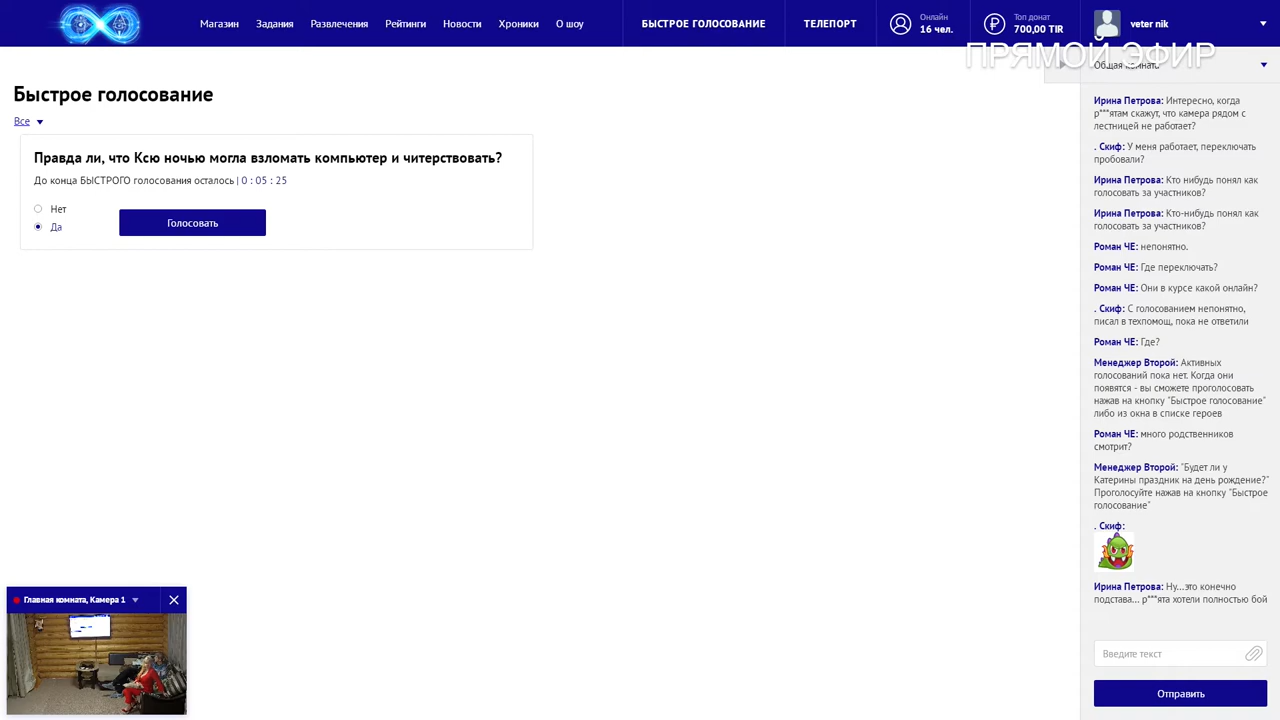 Магазин
Задания
Развлечения
Рейтинги
Новости
Хроники
О шоу
БЫСТРОЕ ГОЛОСОВАНИЕ
ТЕЛЕПОРТ
Онлайн
16 чел.
Топ донат
700,00 TIR
veter nik
ПРЯМОЙ ЭФИР
Общая комната
Быстрое голосование
Все
Правда ли, что Ксю ночью могла взломать компьютер и читерствовать?
До конца БЫСТРОГО голосования осталось | 0 : 05 : 25
Нет
Да
Голосовать
Ирина Петрова: Интересно, когда
р***ятам скажут, что камера рядом с
лестницей не работает?
. Скиф: У меня работает, переключать
пробовали?
Ирина Петрова: Кто нибудь понял как
голосовать за участников?
Ирина Петрова: Кто-нибудь понял как
голосовать за участников?
Роман ЧЕ: непонятно.
Роман ЧЕ: Где переключать?
Роман ЧЕ: Они в курсе какой онлайн?
. Скиф: С голосованием непонятно,
писал в техпомощ, пока не ответили
Роман ЧЕ: Где?
Менеджер Второй: Активных
голосований пока нет. Когда они
появятся - вы сможете проголосовать
нажав на кнопку "Быстрое голосование"
либо из окна в списке героев
Роман ЧЕ: много родственников
смотрит?
Менеджер Второй: "Будет ли у
Катерины праздник на день рождение?"
Проголосуйте нажав на кнопку "Быстрое
голосование"
. Скиф:
Ирина Петрова: Ну...это конечно
подстава... р***ята хотели полностью бой
Введите текст
Отправить
Главная комната, Камера 1